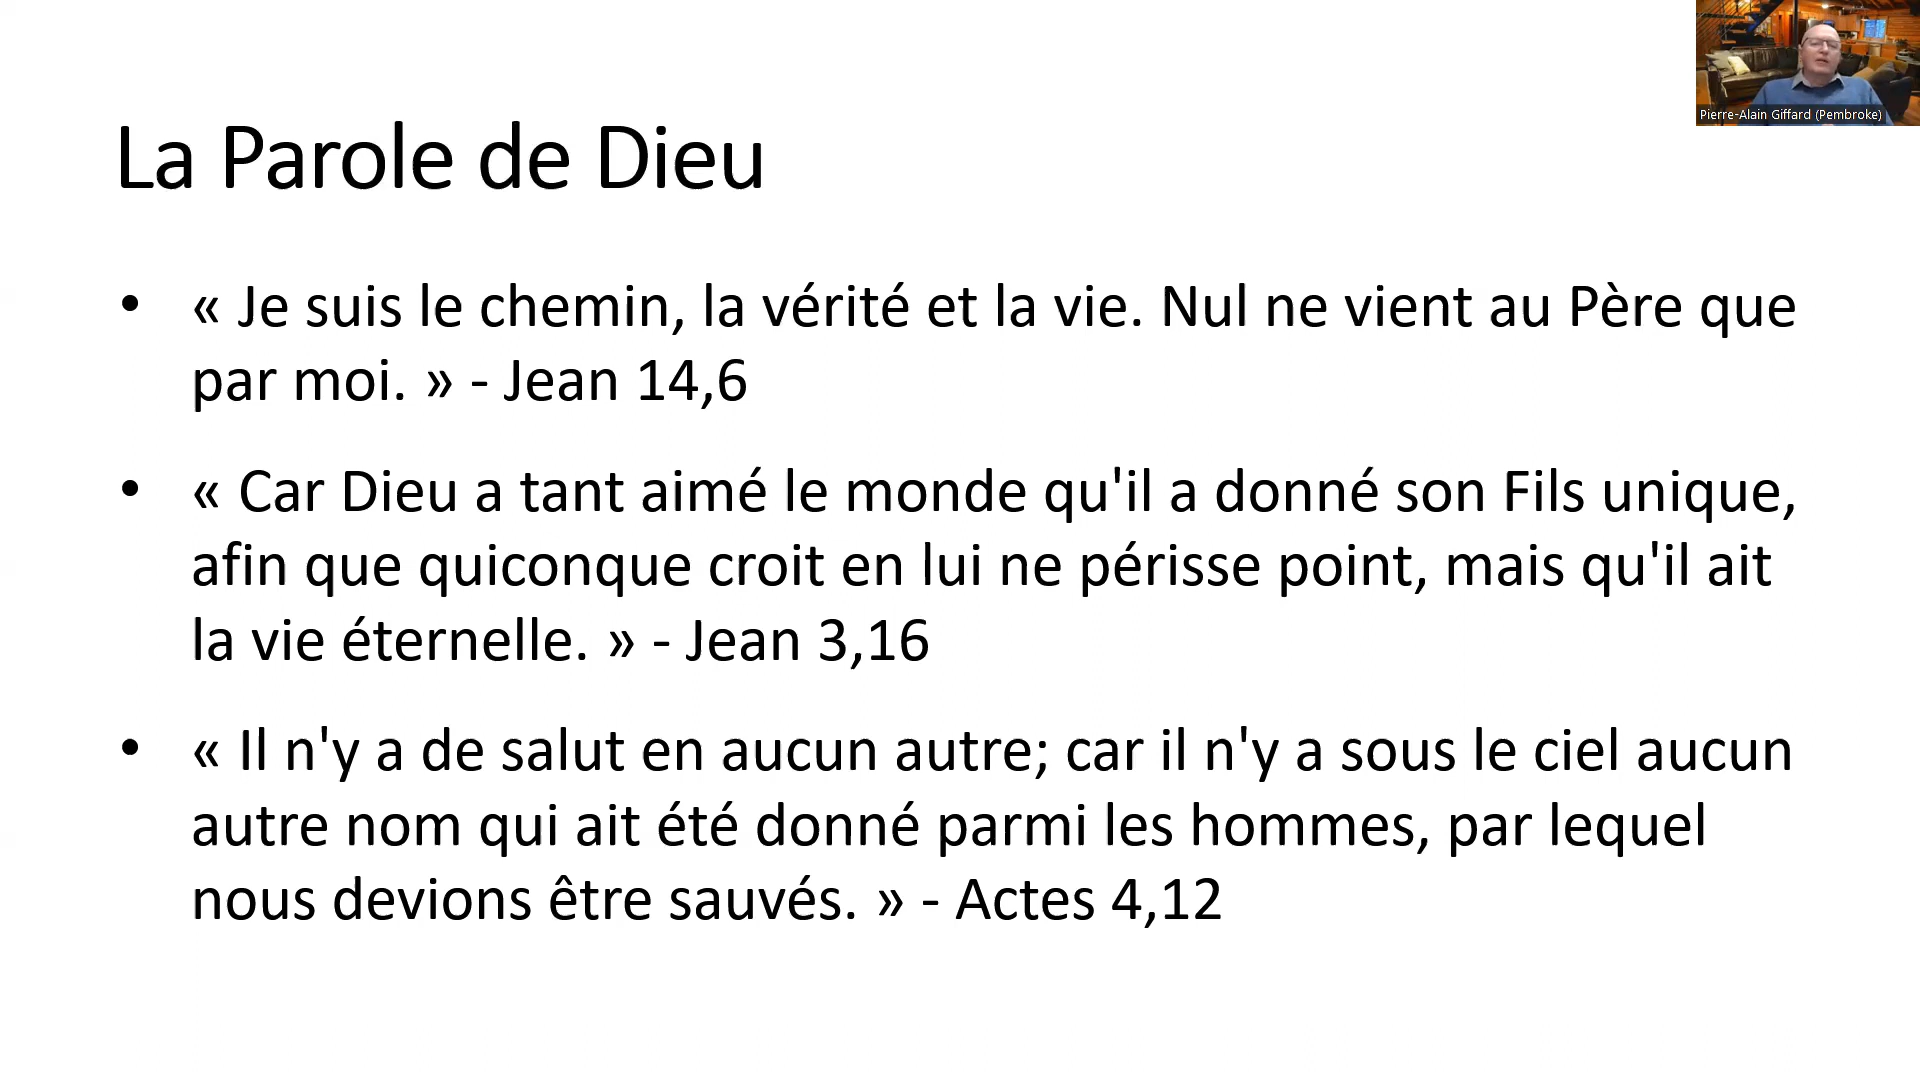 Pierre-Alain Giffard (Pembroke)
La Parole de Dieu
• « Je suis le chemin, la vérité et la vie. Nul ne vient au Père que
par moi. » - Jean 14,6
• « Car Dieu a tant aimé le monde qu'il a donné son Fils unique,
afin que quiconque croit en lui ne périsse point, mais qu'il ait
la vie éternelle. » - Jean 3,16
• « Il n'y a de salut en aucun autre; car il n'y a sous le ciel aucun
autre nom qui ait été donné parmi les hommes, par lequel
nous devions être sauvés. » - Actes 4,12